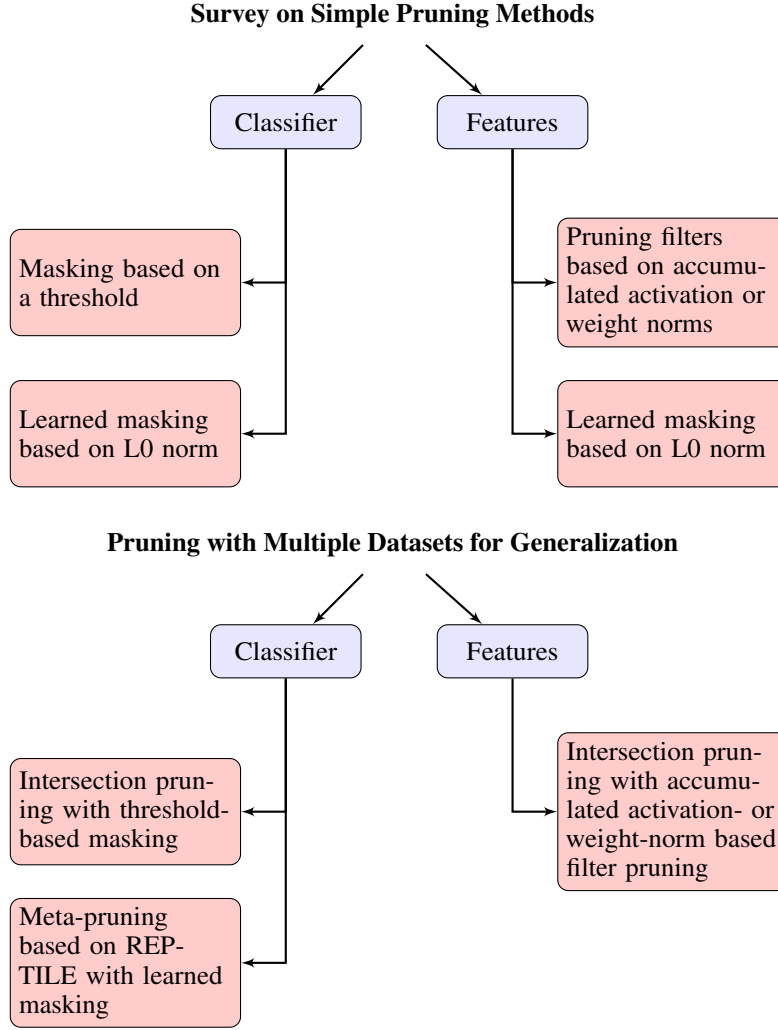 Survey on Simple Pruning Methods
Classifier
Features
Masking based on
a threshold
Pruning filters
based on accumu-
lated activation or
weight norms
Learned masking
based on L0 norm
Learned masking
based on L0 norm
Pruning with Multiple Datasets for Generalization
Classifier
Features
Intersection prun-
ing with threshold-
based masking
Intersection prun-
ing with accumu-
lated activation- or
weight-norm based
filter pruning
Meta-pruning
based on REP-
TILE with learned
masking